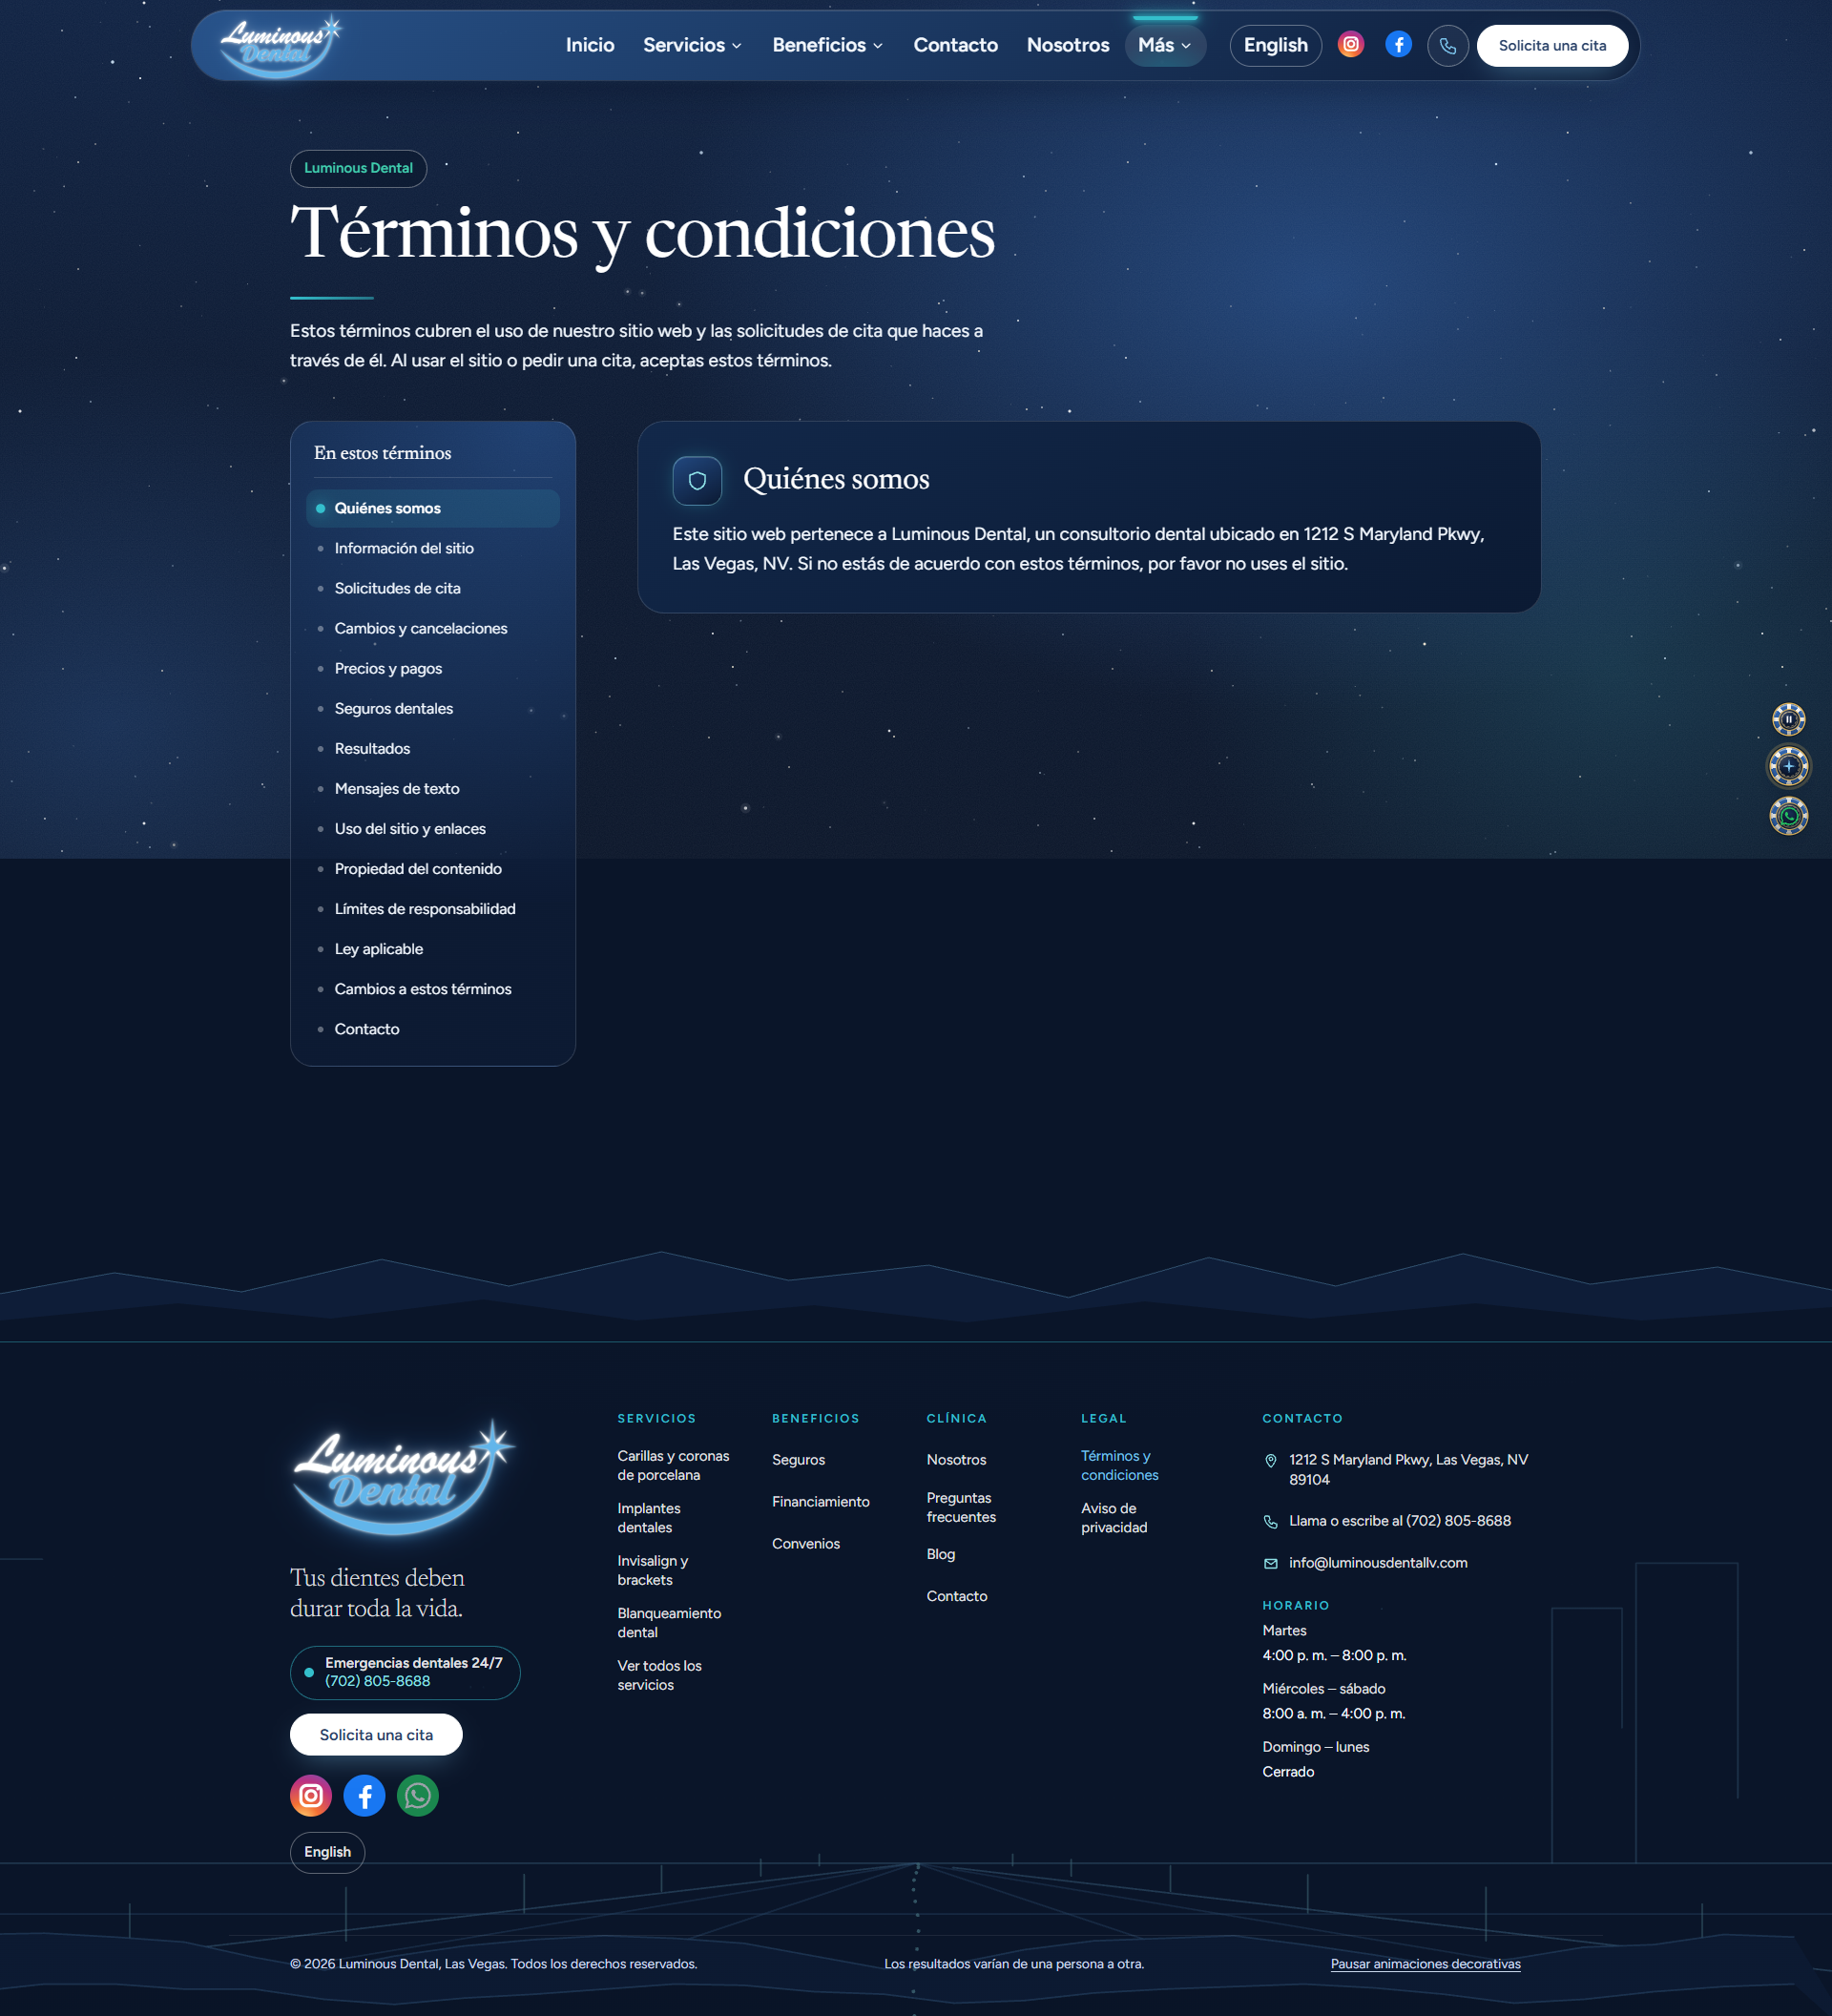 Luminous Dental
Inicio
Servicios
Beneficios
Contacto
Nosotros
Más
English
Solicita una cita
Luminous Dental
Términos y condiciones
Estos términos cubren el uso de nuestro sitio web y las solicitudes de cita que haces a
través de él. Al usar el sitio o pedir una cita, aceptas estos términos.
En estos términos
Quiénes somos
Información del sitio
Solicitudes de cita
Cambios y cancelaciones
Precios y pagos
Seguros dentales
Resultados
Mensajes de texto
Uso del sitio y enlaces
Propiedad del contenido
Límites de responsabilidad
Ley aplicable
Cambios a estos términos
Contacto
Quiénes somos
Este sitio web pertenece a Luminous Dental, un consultorio dental ubicado en 1212 S Maryland Pkwy,
Las Vegas, NV. Si no estás de acuerdo con estos términos, por favor no uses el sitio.
Luminous
Dental
Tus dientes deben
durar toda la vida.
Emergencias dentales 24/7
(702) 805-8688
Solicita una cita
English
SERVICIOS
Carillas y coronas
de porcelana
Implantes
dentales
Invisalign y
brackets
Blanqueamiento
dental
Ver todos los
servicios
BENEFICIOS
Seguros
Financiamiento
Convenios
CLÍNICA
Nosotros
Preguntas
frecuentes
Blog
Contacto
LEGAL
Términos y
condiciones
Aviso de
privacidad
CONTACTO
1212 S Maryland Pkwy, Las Vegas, NV
89104
Llama o escribe al (702) 805-8688
info@luminousdentallv.com
HORARIO
Martes
4:00 p. m. – 8:00 p. m.
Miércoles – sábado
8:00 a. m. – 4:00 p. m.
Domingo – lunes
Cerrado
© 2026 Luminous Dental, Las Vegas. Todos los derechos reservados.
Los resultados varían de una persona a otra.
Pausar animaciones decorativas